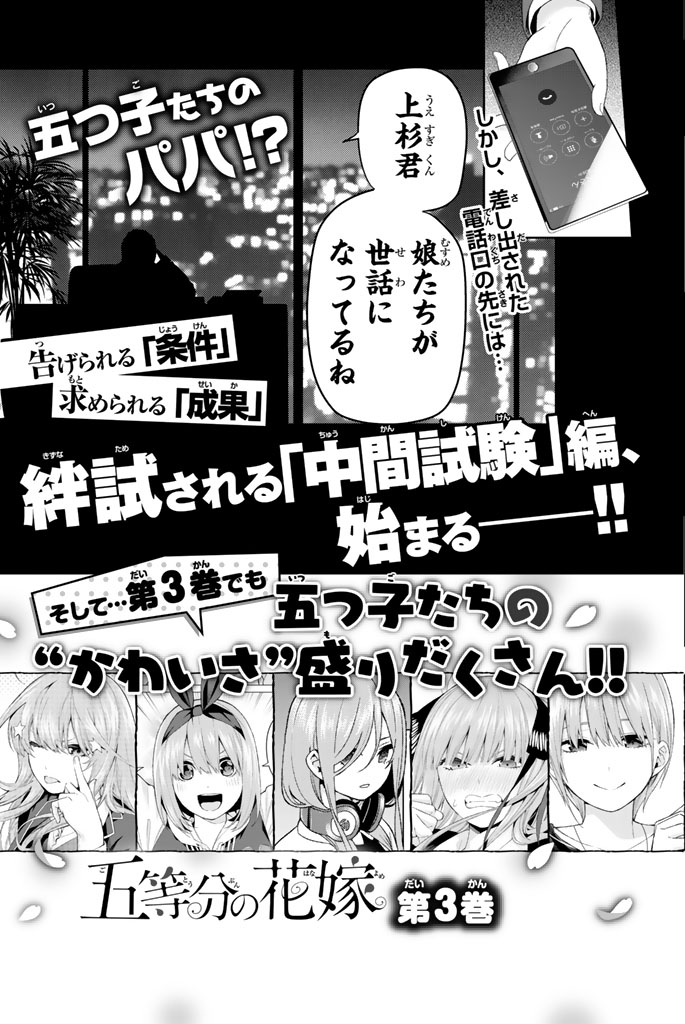 しかし、差し出された
電話口の先には…
上杉君
娘たちが
世話に
なってるね
五つ子たちの
パパ!?
告げられる「条件」
求められる「成果」
絆試される「中間試験」編、
始まる――!!
そして…第3巻でも
五つ子たちの
“かわいさ”盛りだくさん!!
五等分の花嫁
第3巻